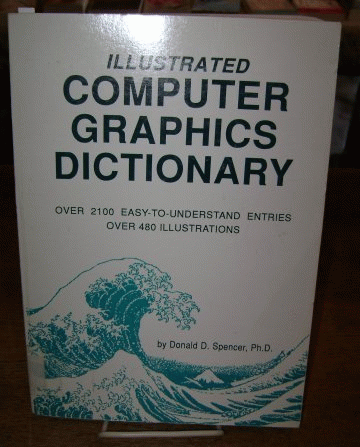 ILLUSTRATED
COMPUTER
GRAPHICS
DICTIONARY
OVER 2100 EASY-TO-UNDERSTAND ENTRIES
OVER 480 ILLUSTRATIONS
by Donald D. Spencer, Ph.D.